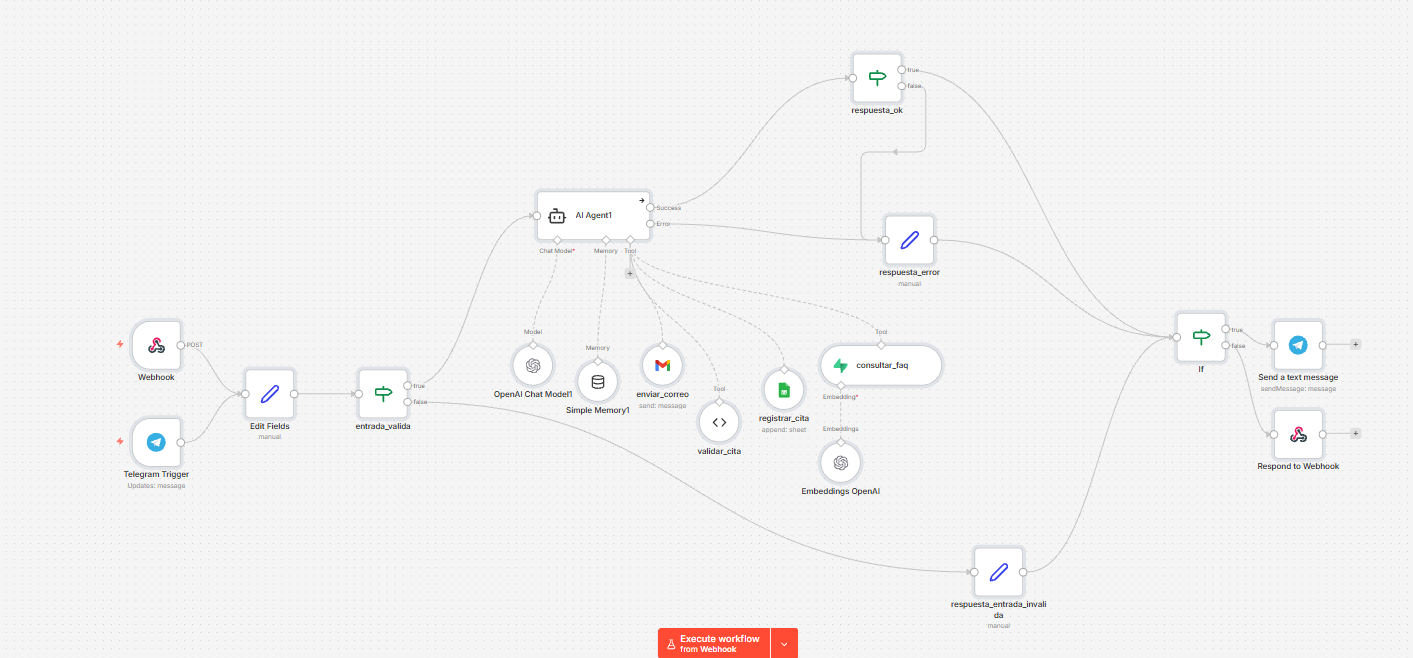 true
false
respuesta_ok
AI Agent1
Success
Error
Chat Model*
Memory
Tool
+
respuesta_error
manual
POST
Webhook
Telegram Trigger
Updates: message
Edit Fields
manual
true
false
entrada_valida
Model
OpenAI Chat Model1
Memory
Simple Memory1
enviar_correo
send: message
Tool
validar_cita
registrar_cita
append: sheet
Tool
consultar_faq
Embedding*
Embeddings
Embeddings OpenAI
true
false
If
Send a text message
sendMessage: message
+
Respond to Webhook
+
respuesta_entrada_invali
da
manual
Execute workflow
from Webhook